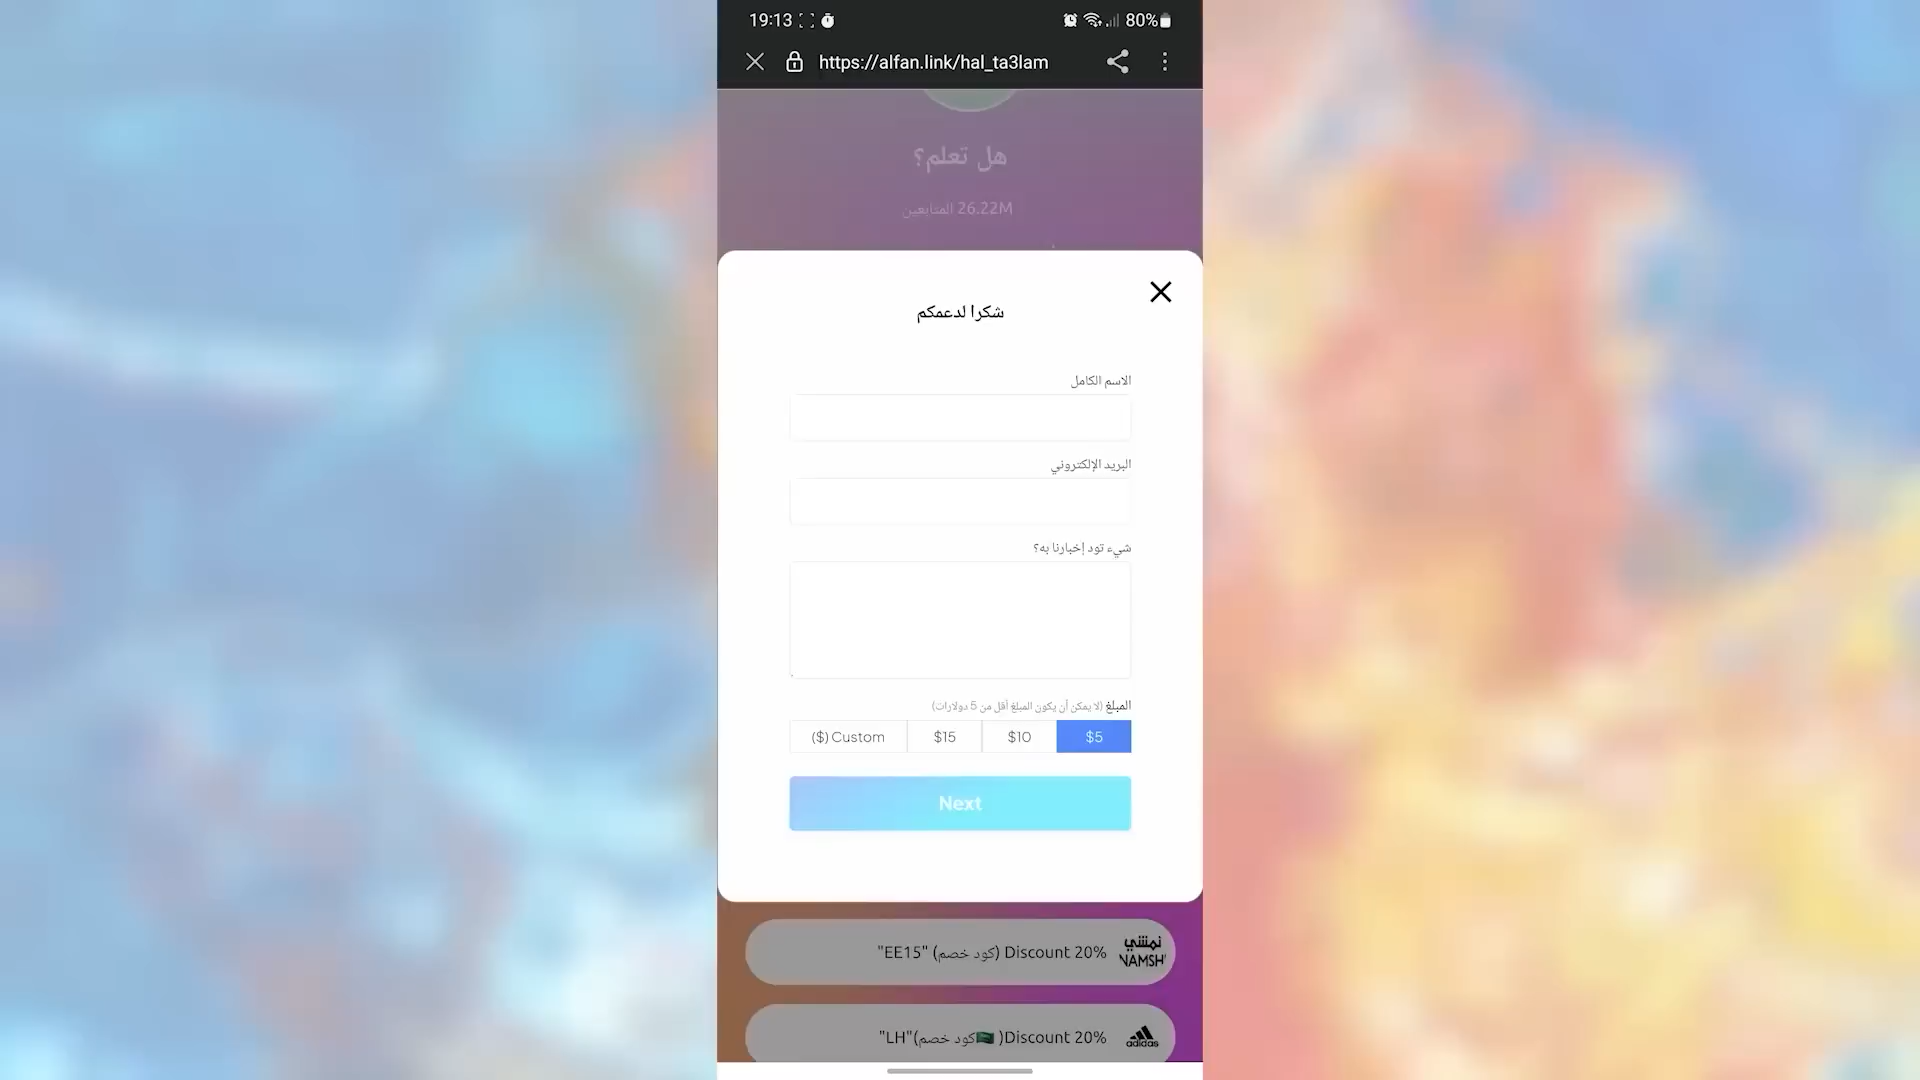 19:13 80%
https://alfan.link/hal_ta3lam
هل تعلم؟
26.22M المتابعين
شكرا لدعمكم
الاسم الكامل
البريد الإلكتروني
شيء تود إخبارنا به؟
المبلغ (لا يمكن أن يكون المبلغ أقل من 5 دولارات)
($) Custom $15 $10 $5
Next
"EE15" (كود خصم) Discount 20% نمشي NAMSHI
"LH"(كود خصم🇸🇦 )Discount 20% adidas